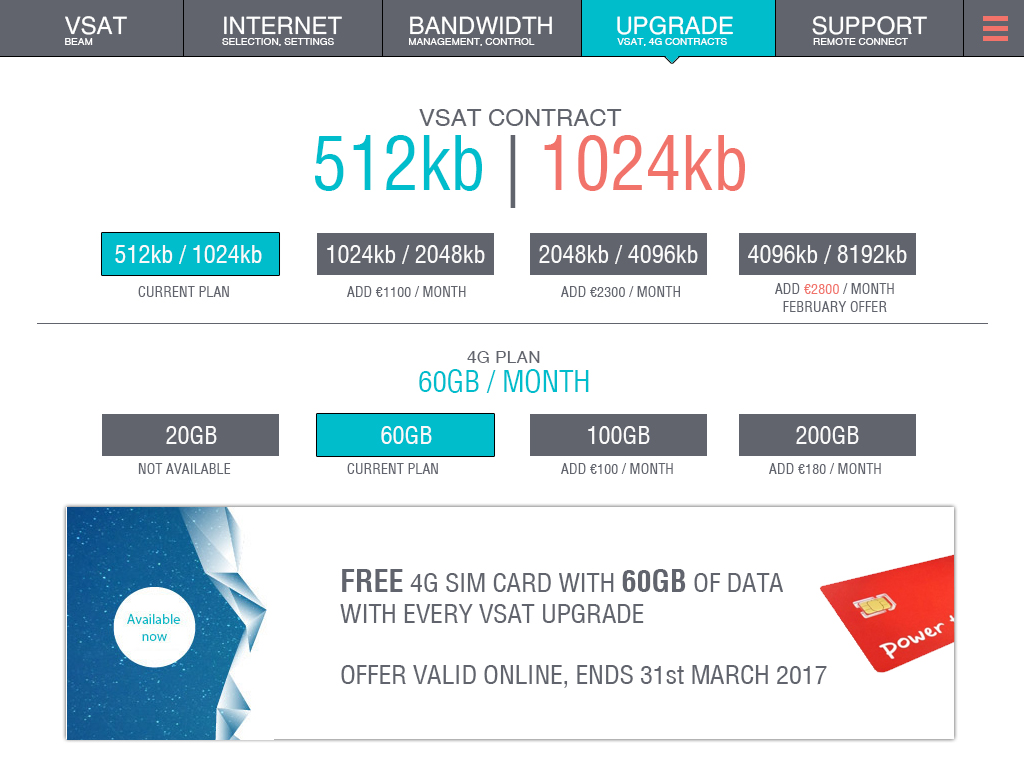 VSAT
BEAM
INTERNET
SELECTION, SETTINGS
BANDWIDTH
MANAGEMENT, CONTROL
UPGRADE
VSAT, 4G CONTRACTS
SUPPORT
REMOTE CONNECT
VSAT CONTRACT
512kb | 1024kb
512kb / 1024kb
1024kb / 2048kb
2048kb / 4096kb
4096kb / 8192kb
CURRENT PLAN
ADD €1100 / MONTH
ADD €2300 / MONTH
ADD €2800 / MONTH
FEBRUARY OFFER
4G PLAN
60GB / MONTH
20GB
60GB
100GB
200GB
NOT AVAILABLE
CURRENT PLAN
ADD €100 / MONTH
ADD €180 / MONTH
Available
now
FREE 4G SIM CARD WITH 60GB OF DATA
WITH EVERY VSAT UPGRADE
OFFER VALID ONLINE, ENDS 31st MARCH 2017
Power